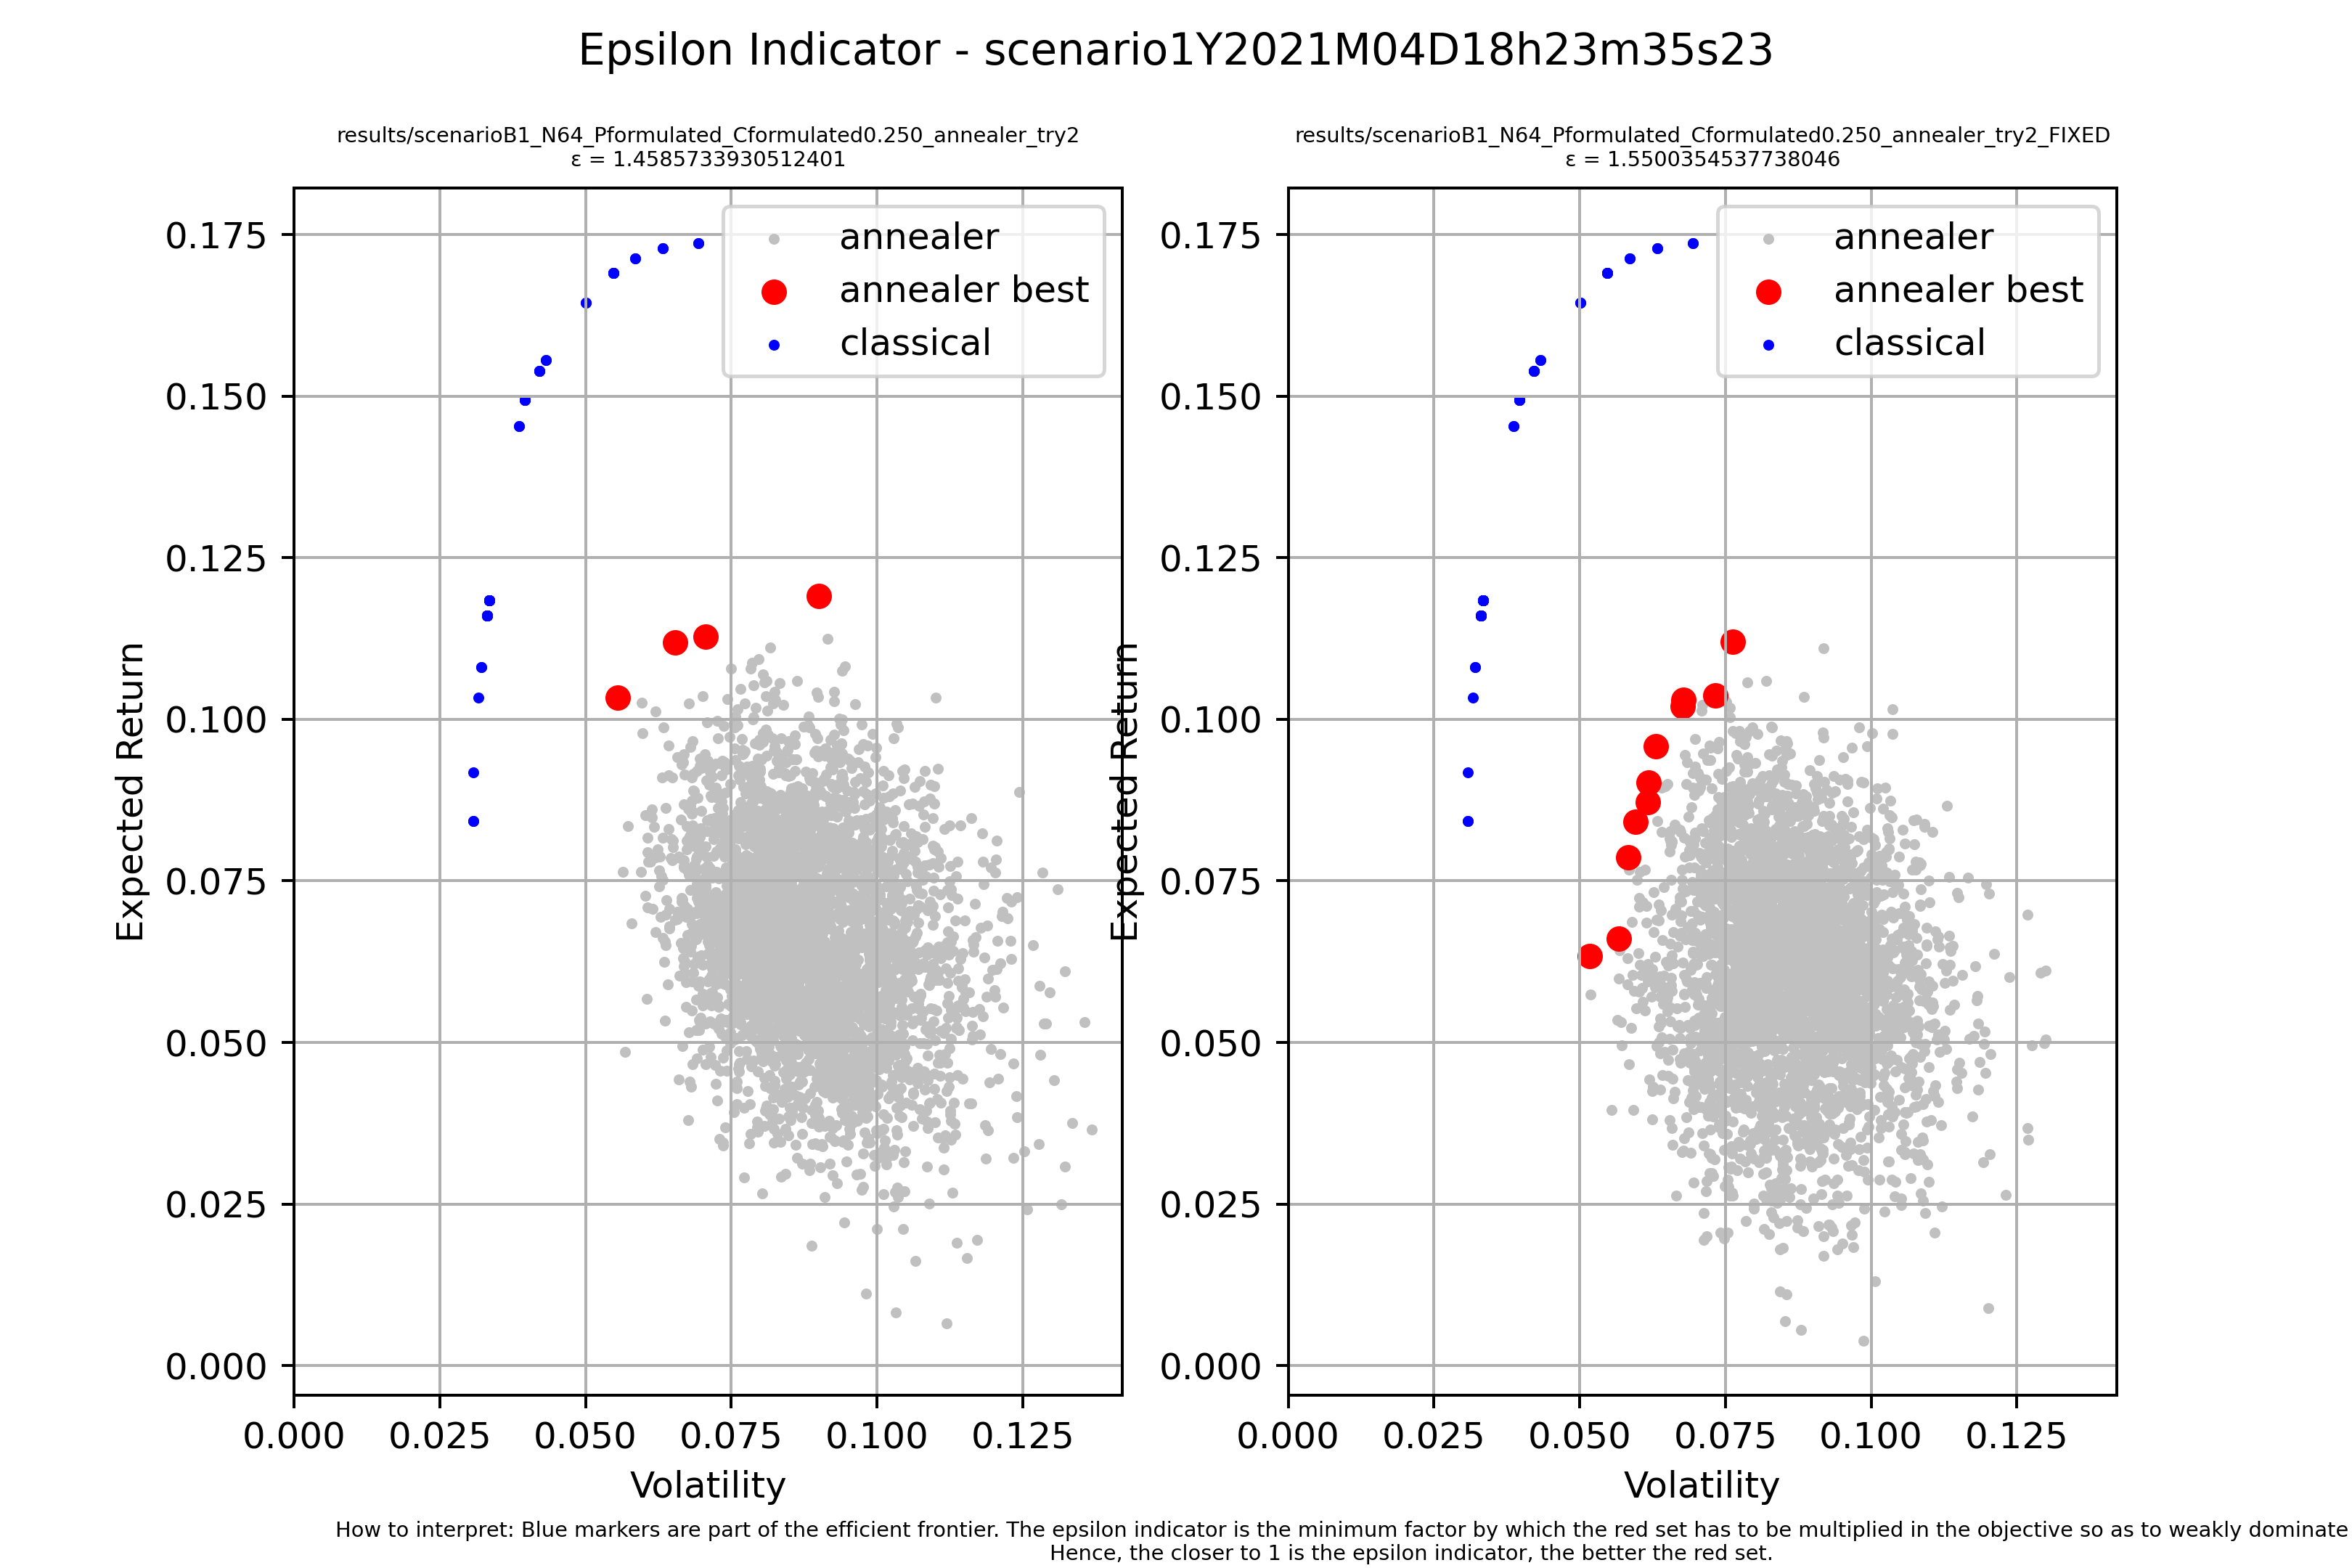 Epsilon Indicator - scenario1Y2021M04D18h23m35s23
results/scenarioB1_N64_Pformulated_Cformulated0.250_annealer_try2
ε = 1.4585733930512401
annealer
annealer best
classical
0.175
0.150
0.125
0.100
0.075
0.050
0.025
0.000
Expected Return
0.000 0.025 0.050 0.075 0.100 0.125
Volatility
results/scenarioB1_N64_Pformulated_Cformulated0.250_annealer_try2_FIXED
ε = 1.5500354537738046
annealer
annealer best
classical
0.175
0.150
0.125
0.100
0.075
0.050
0.025
0.000
Expected Return
0.000 0.025 0.050 0.075 0.100 0.125
Volatility
How to interpret: Blue markers are part of the efficient frontier. The epsilon indicator is the minimum factor by which the red set has to be multiplied in the objective so as to weakly dominate
Hence, the closer to 1 is the epsilon indicator, the better the red set.